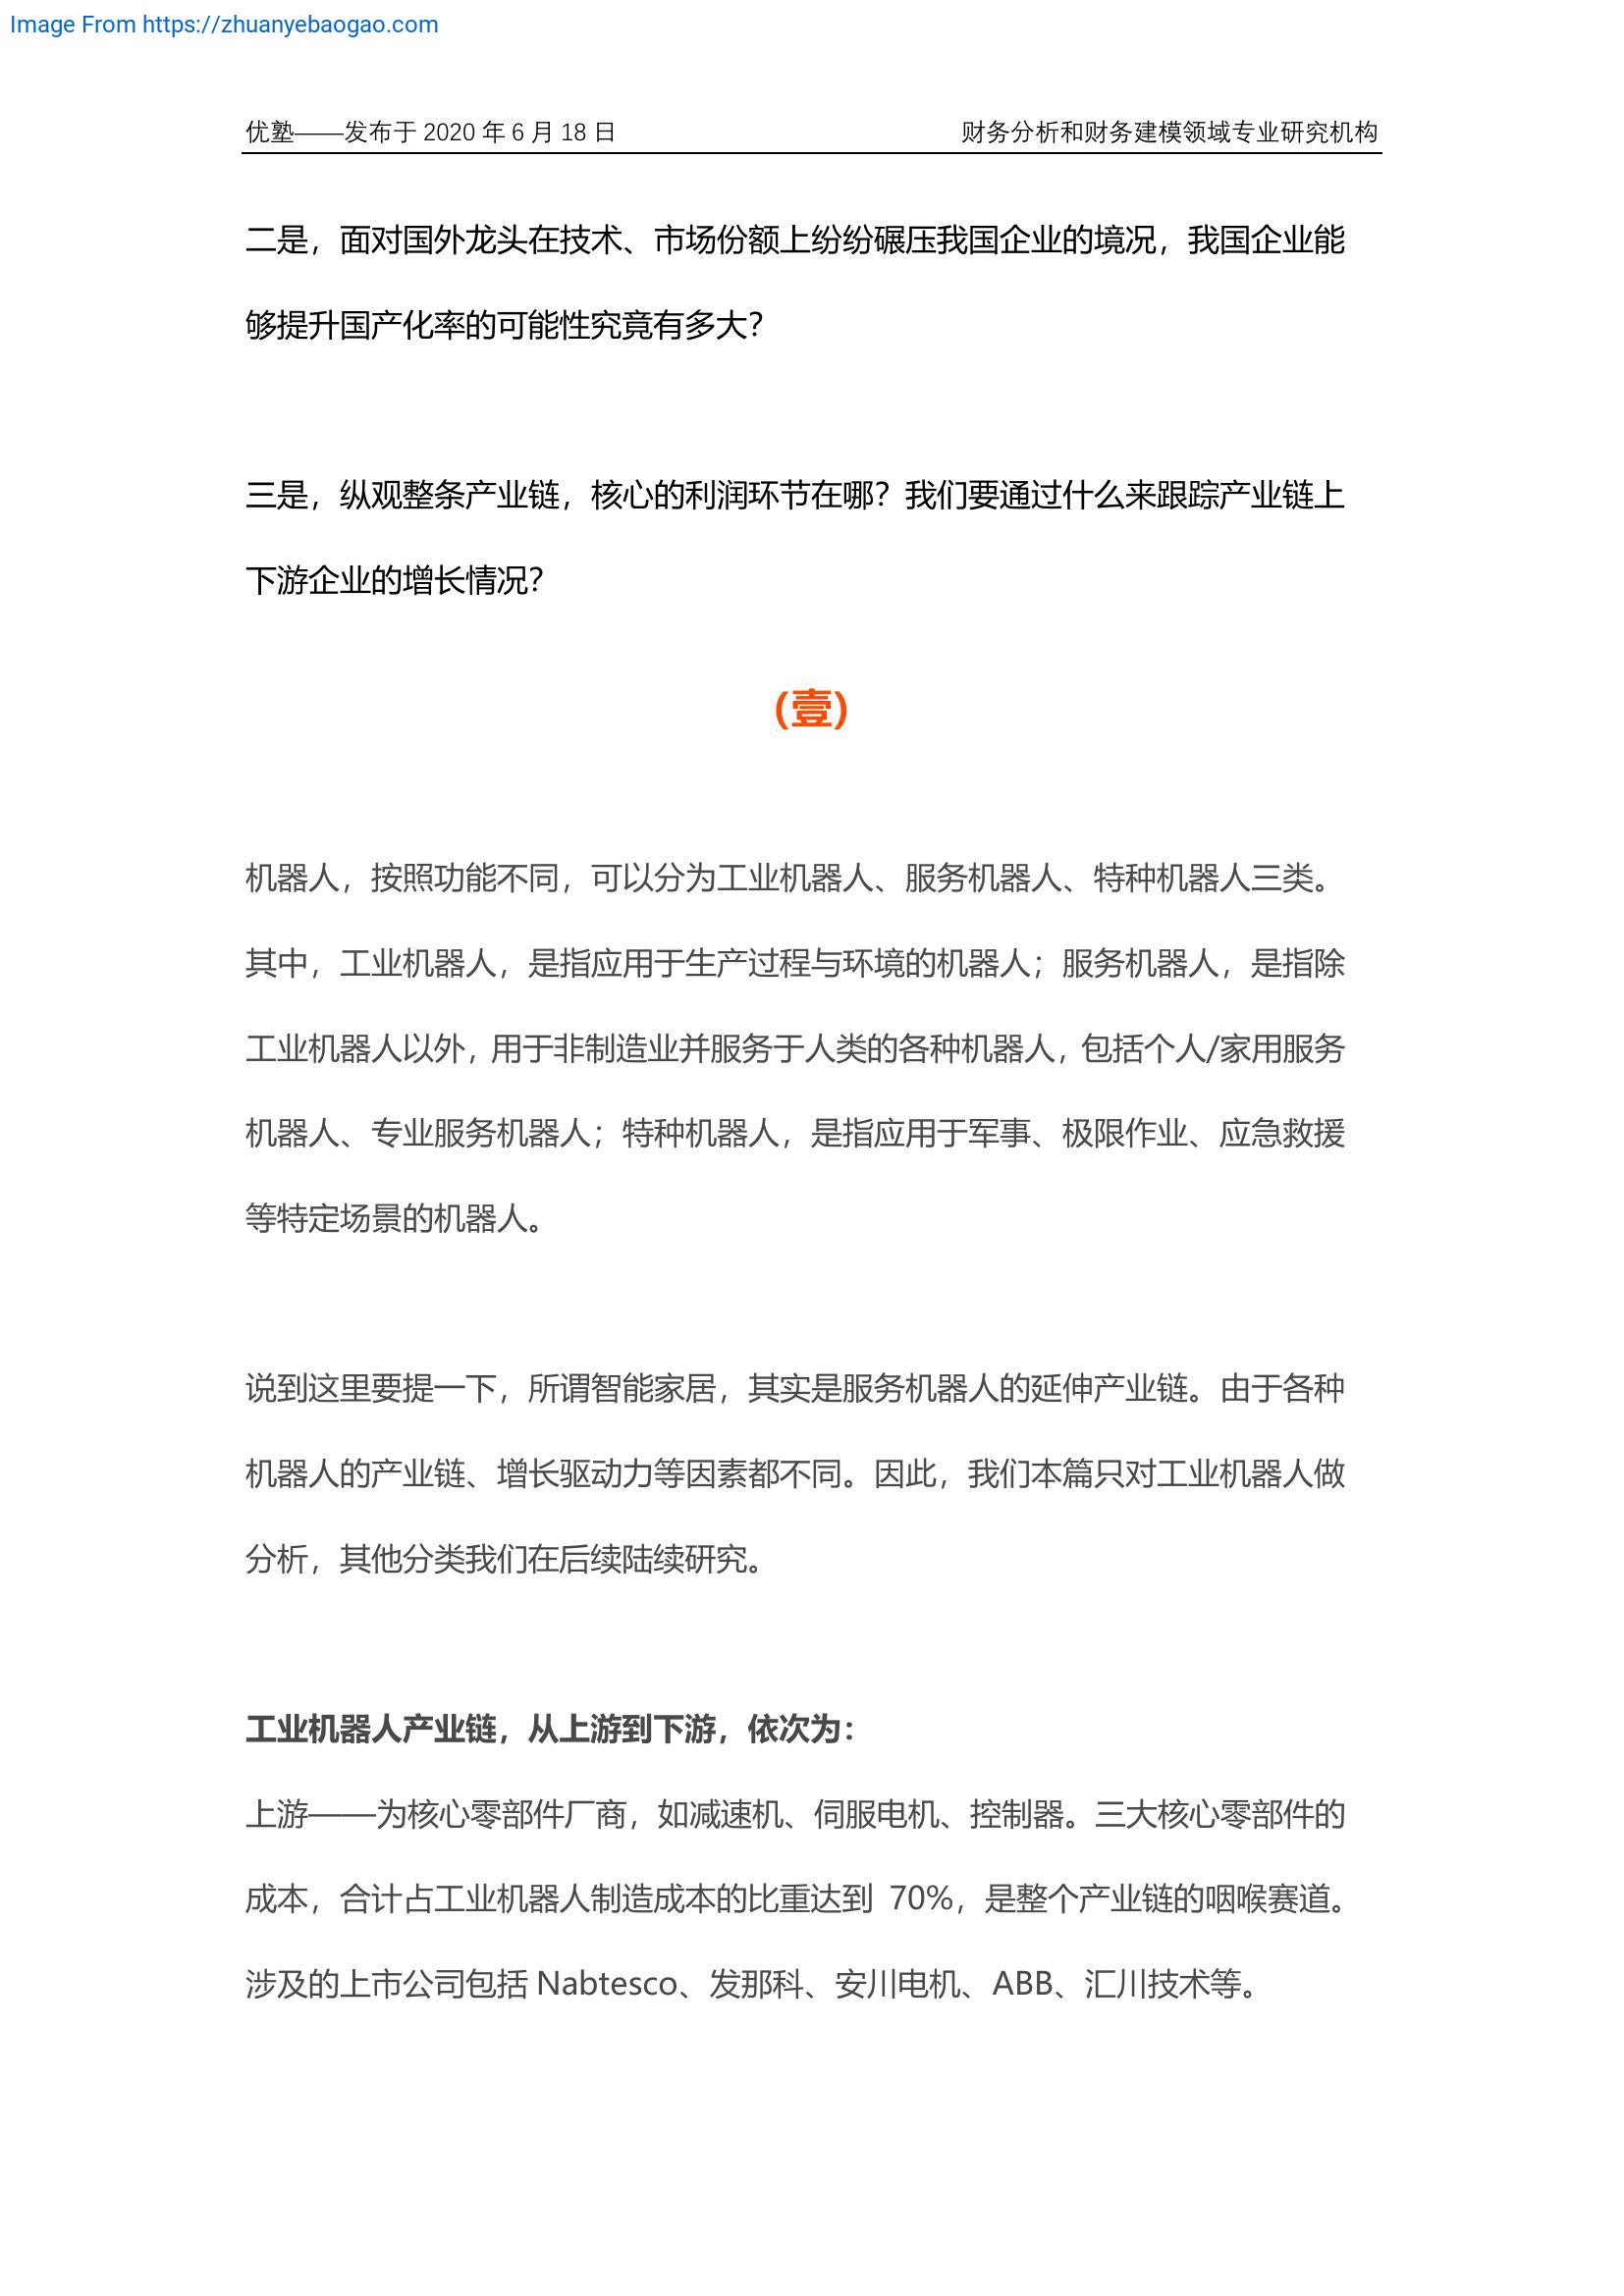 Image From https://zhuanyebaogao.com
优塾——发布于 2020 年 6 月 18 日 财务分析和财务建模领域专业研究机构
二是，面对国外龙头在技术、市场份额上纷纷碾压我国企业的境况，我国企业能
够提升国产化率的可能性究竟有多大？
三是，纵观整条产业链，核心的利润环节在哪？我们要通过什么来跟踪产业链上
下游企业的增长情况？
（壹）
机器人，按照功能不同，可以分为工业机器人、服务机器人、特种机器人三类。
其中，工业机器人，是指应用于生产过程与环境的机器人；服务机器人，是指除
工业机器人以外，用于非制造业并服务于人类的各种机器人，包括个人/家用服务
机器人、专业服务机器人；特种机器人，是指应用于军事、极限作业、应急救援
等特定场景的机器人。
说到这里要提一下，所谓智能家居，其实是服务机器人的延伸产业链。由于各种
机器人的产业链、增长驱动力等因素都不同。因此，我们本篇只对工业机器人做
分析，其他分类我们在后续陆续研究。
工业机器人产业链，从上游到下游，依次为：
上游——为核心零部件厂商，如减速机、伺服电机、控制器。三大核心零部件的
成本，合计占工业机器人制造成本的比重达到 70%，是整个产业链的咽喉赛道。
涉及的上市公司包括 Nabtesco、发那科、安川电机、ABB、汇川技术等。